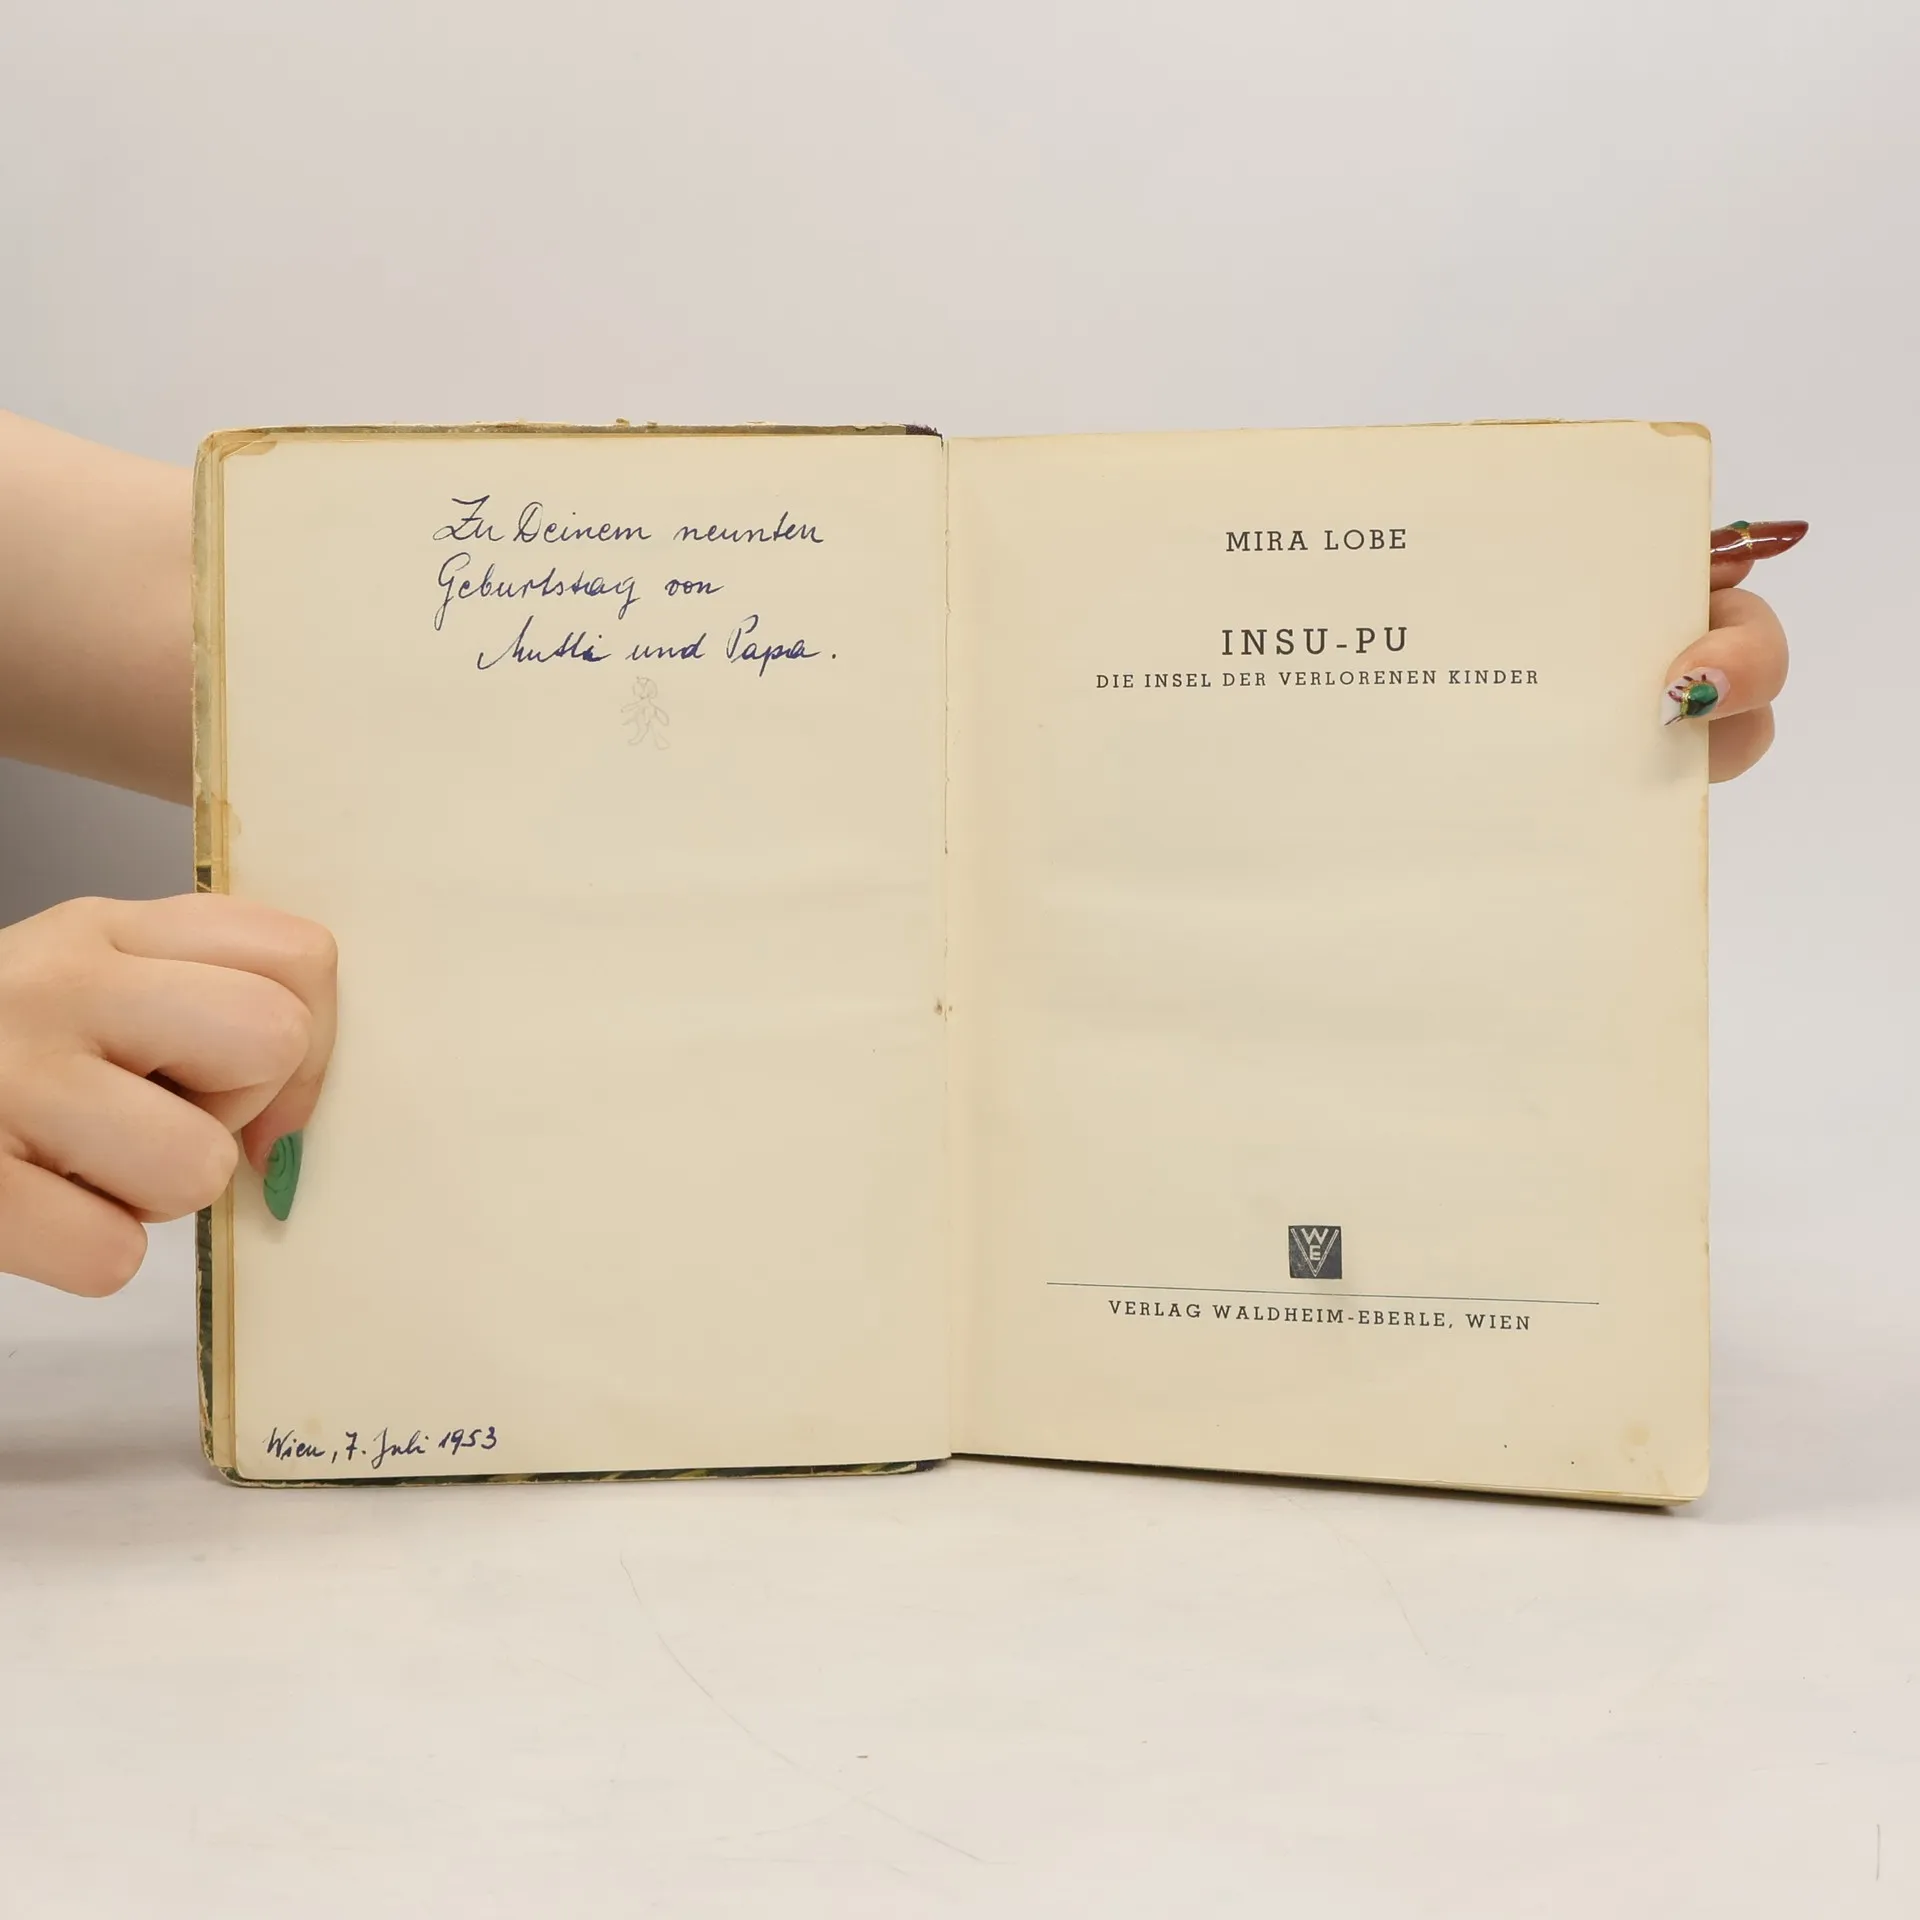 Zu Deinem neunten
Geburtstag von
Mutti und Papa.
Wien, 7. Juli 1953
MIRA LOBE
INSU-PU
DIE INSEL DER VERLORENEN KINDER
W
E
V
VERLAG WALDHEIM-EBERLE, WIEN